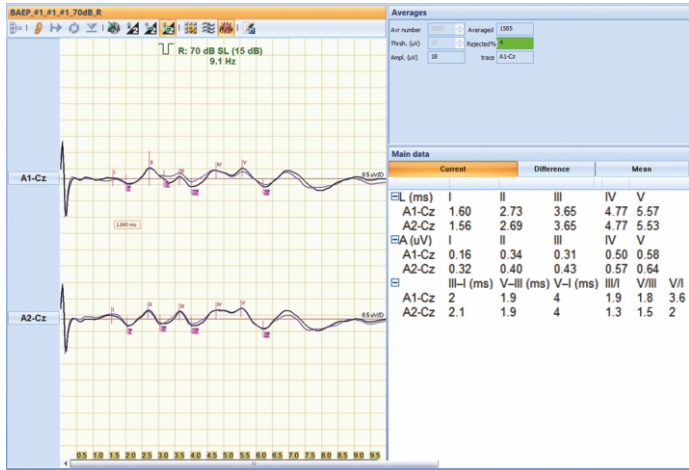 BAEP_#1_#1_#1_70dB_R
R: 70 dB SL (15 dB)
9.1 Hz
A1-Cz
I
II
III
IV
V
0.5 uV/D
A2-Cz
I
II
III
IV
V
0.5 uV/D
0.5 1.0 1.5 2.0 2.5 3.0 3.5 4.0 4.5 5.0 5.5 6.0 6.5 7.0 7.5 8.0 8.5 9.0 9.5
Averages
Avr number Averaged 1585
Thrsh. (uV) Rejected%
Ampl. (uV) 18 trace A1-Cz
Main data
Current Difference Mean
L (ms) I II III IV V
A1-Cz 1.60 2.73 3.65 4.77 5.57
A2-Cz 1.56 2.69 3.65 4.77 5.53
A (uV) I II III IV V
A1-Cz 0.16 0.34 0.31 0.50 0.58
A2-Cz 0.32 0.40 0.43 0.57 0.64
III-I (ms) V-III (ms) V-I (ms) III/I V/III V/I
A1-Cz 2 1.9 4 1.9 1.8 3.6
A2-Cz 2.1 1.9 4 1.3 1.5 2